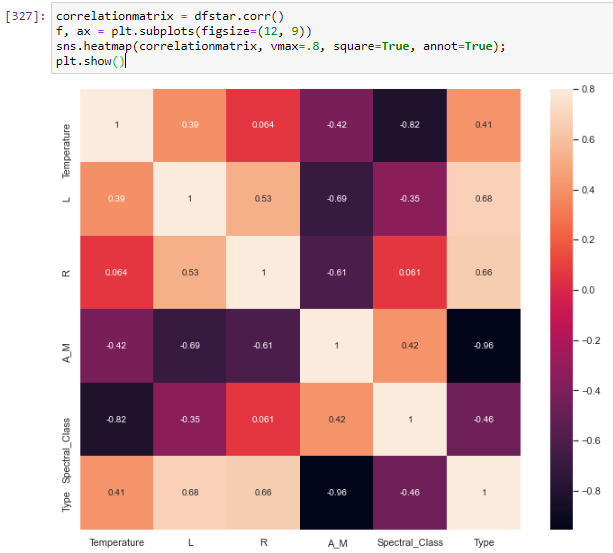 [327]: correlationmatrix = dfstar.corr()
f, ax = plt.subplots(figsize=(12, 9))
sns.heatmap(correlationmatrix, vmax=.8, square=True, annot=True);
plt.show()
Temperature 1 0.39 0.064 -0.42 -0.82 0.41
L 0.39 1 0.53 -0.69 -0.35 0.68
R 0.064 0.53 1 -0.61 0.061 0.66
A_M -0.42 -0.69 -0.61 1 0.42 -0.96
Spectral_Class -0.82 -0.35 0.061 0.42 1 -0.46
Type 0.41 0.68 0.66 -0.96 -0.46 1
Temperature L R A_M Spectral_Class Type
0.8
0.6
0.4
0.2
0.0
-0.2
-0.4
-0.6
-0.8